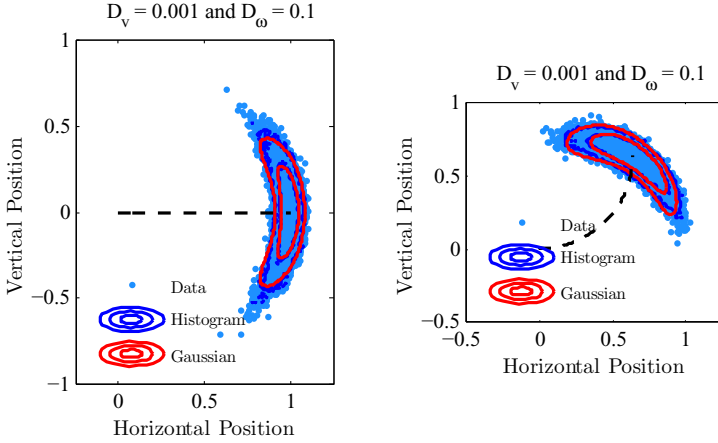 D_v = 0.001 and D_ω = 0.1
1
0.5
0
−0.5
−1
Vertical Position
Data
Histogram
Gaussian
0
0.5
1
Horizontal Position
D_v = 0.001 and D_ω = 0.1
1
0.5
0
−0.5
Vertical Position
Data
Histogram
Gaussian
−0.5
0
0.5
1
Horizontal Position